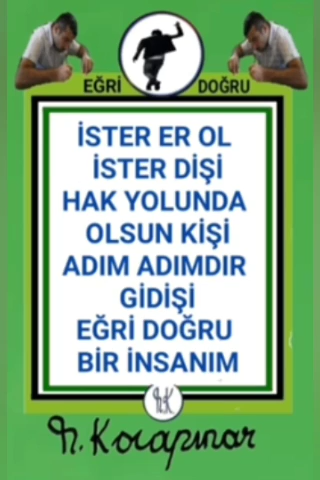 EĞRİ DOĞRU
İSTER ER OL
İSTER DİŞİ
HAK YOLUNDA
OLSUN KİŞİ
ADIM ADIMDIR
GİDİŞİ
EĞRİ DOĞRU
BİR İNSANIM
N.K
N. Kocapınar